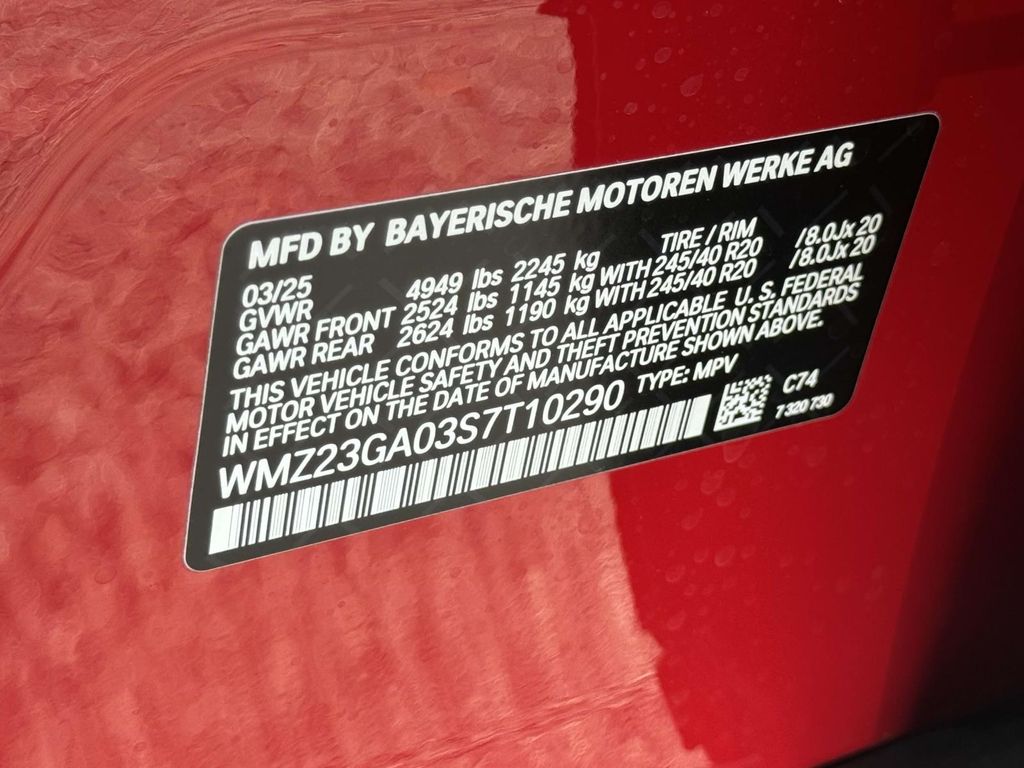 MFD BY BAYERISCHE MOTOREN WERKE AG
03/25 TIRE / RIM
GVWR 4949 lbs 2245 kg
GAWR FRONT 2524 lbs 1145 kg WITH 245/40 R20 /8.0Jx 20
GAWR REAR 2624 lbs 1190 kg WITH 245/40 R20 /8.0Jx 20
THIS VEHICLE CONFORMS TO ALL APPLICABLE U. S. FEDERAL
MOTOR VEHICLE SAFETY AND THEFT PREVENTION STANDARDS
IN EFFECT ON THE DATE OF MANUFACTURE SHOWN ABOVE.
WMZ23GA03S7T10290 TYPE: MPV
C74
7 320 730